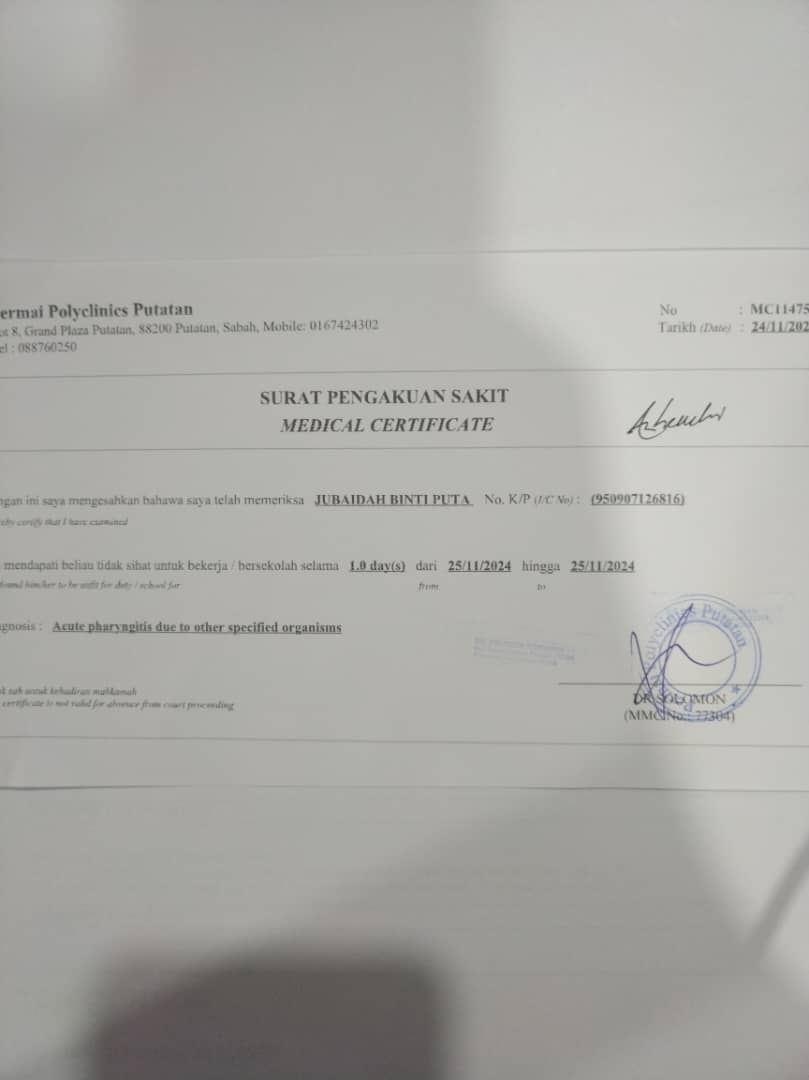 ermai Polyclinics Putatan
ot 8, Grand Plaza Putatan, 88200 Putatan, Sabah, Mobile: 0167424302
el : 088760250
No : MC11475
Tarikh (Date) : 24/11/202
SURAT PENGAKUAN SAKIT
MEDICAL CERTIFICATE
ngan ini saya mengesahkan bahawa saya telah memeriksa JUBAIDAH BINTI PUTA No. K/P (I/C No) : (950907126816)
eby certify that I have examined
mendapati beliau tidak sihat untuk bekerja / bersekolah selama 1.0 day(s) dari 25/11/2024 hingga 25/11/2024
found him/her to be unfit for duty / school for from to
gnosis : Acute pharyngitis due to other specified organisms
k sah untuk kehadiran mahkamah
certificate is not valid for absence from court proceeding
Polyclinics Putatan
DR SOLOMON
(MMC No.: 77304)